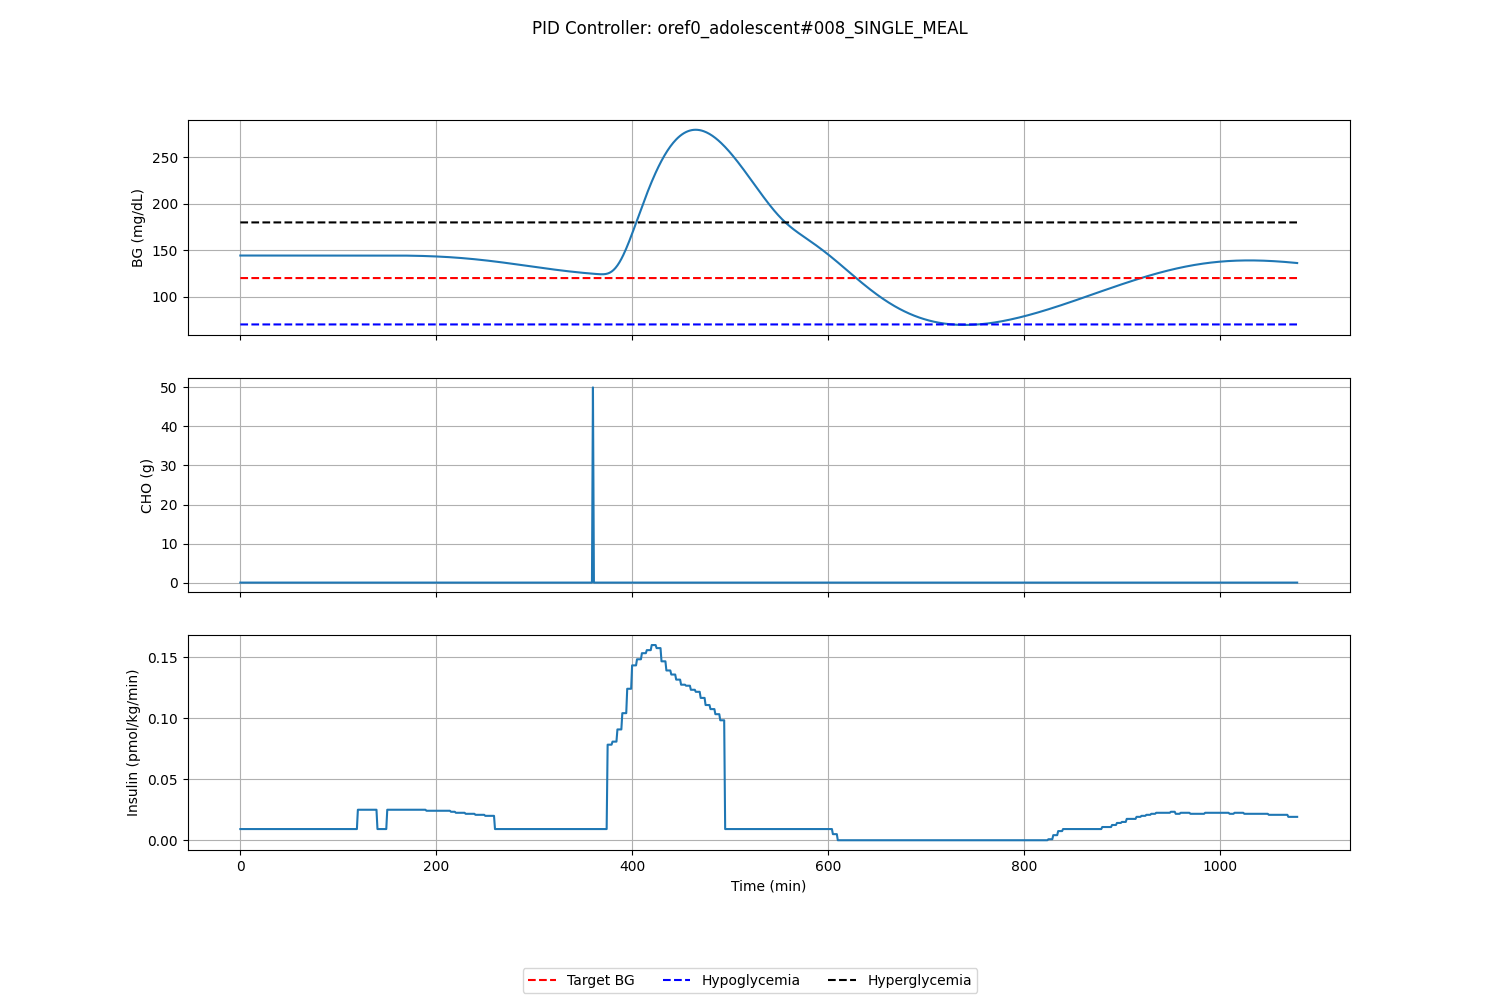 PID Controller: oref0_adolescent#008_SINGLE_MEAL
BG (mg/dL)
250
200
150
100
CHO (g)
50
40
30
20
10
0
Insulin (pmol/kg/min)
0.15
0.10
0.05
0.00
0 200 400 600 800 1000
Time (min)
Target BG Hypoglycemia Hyperglycemia